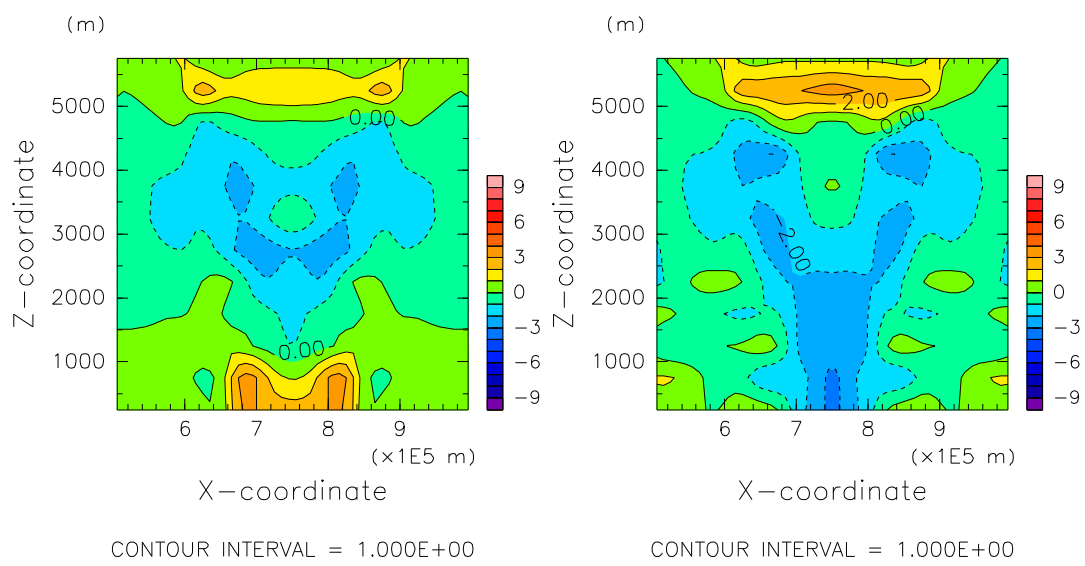 (m)
Z-coordinate
5000
4000
3000
2000
1000
0.00
0.00
6 7 8 9
(×1E5 m)
X-coordinate
9
6
3
0
-3
-6
-9
CONTOUR INTERVAL = 1.000E+00
(m)
Z-coordinate
5000
4000
3000
2000
1000
2.00
0.00
-2.00
6 7 8 9
(×1E5 m)
X-coordinate
9
6
3
0
-3
-6
-9
CONTOUR INTERVAL = 1.000E+00